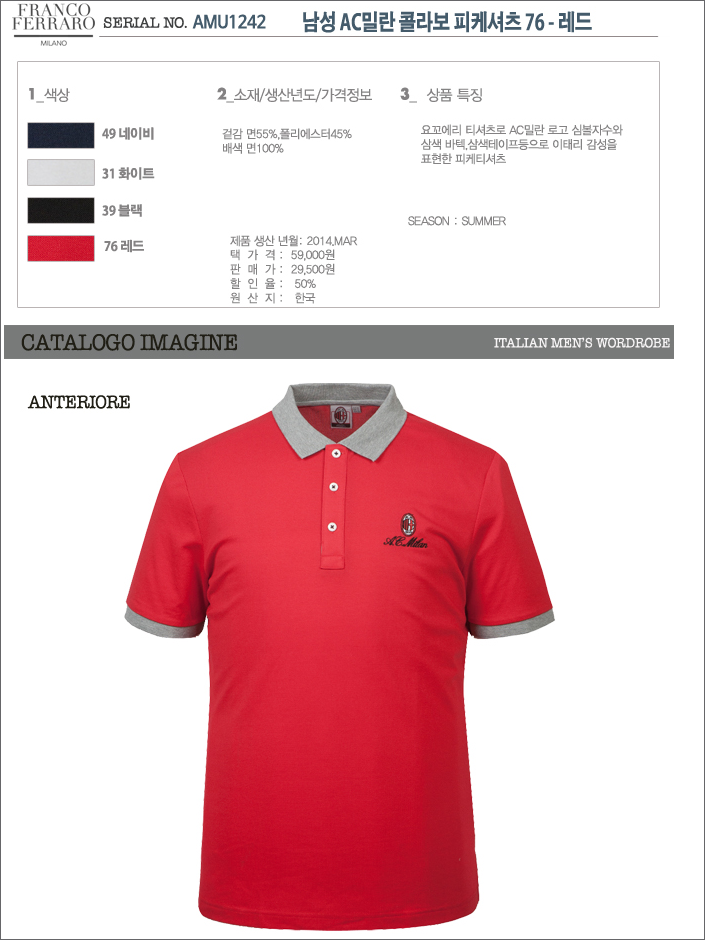 FRANCO
FERRARO
MILANO
SERIAL NO. AMU1242
남성 AC밀란 콜라보 피케셔츠 76 - 레드
1_색상
49 네이비
31 화이트
39 블랙
76 레드
2_소재/생산년도/가격정보
겉감 면55%,폴리에스터45%
배색 면100%
제품 생산 년월: 2014,MAR
택 가 격 : 59,000원
판 매 가 : 29,500원
할 인 율 : 50%
원 산 지 : 한국
3_ 상품 특징
요꼬에리 티셔츠로 AC밀란 로고 심볼자수와
삼색 바텍,삼색테이프등으로 이태리 감성을
표현한 피케티셔츠
SEASON : SUMMER
CATALOGO IMAGINE
ITALIAN MEN'S WORDROBE
ANTERIORE
A.C.Milan